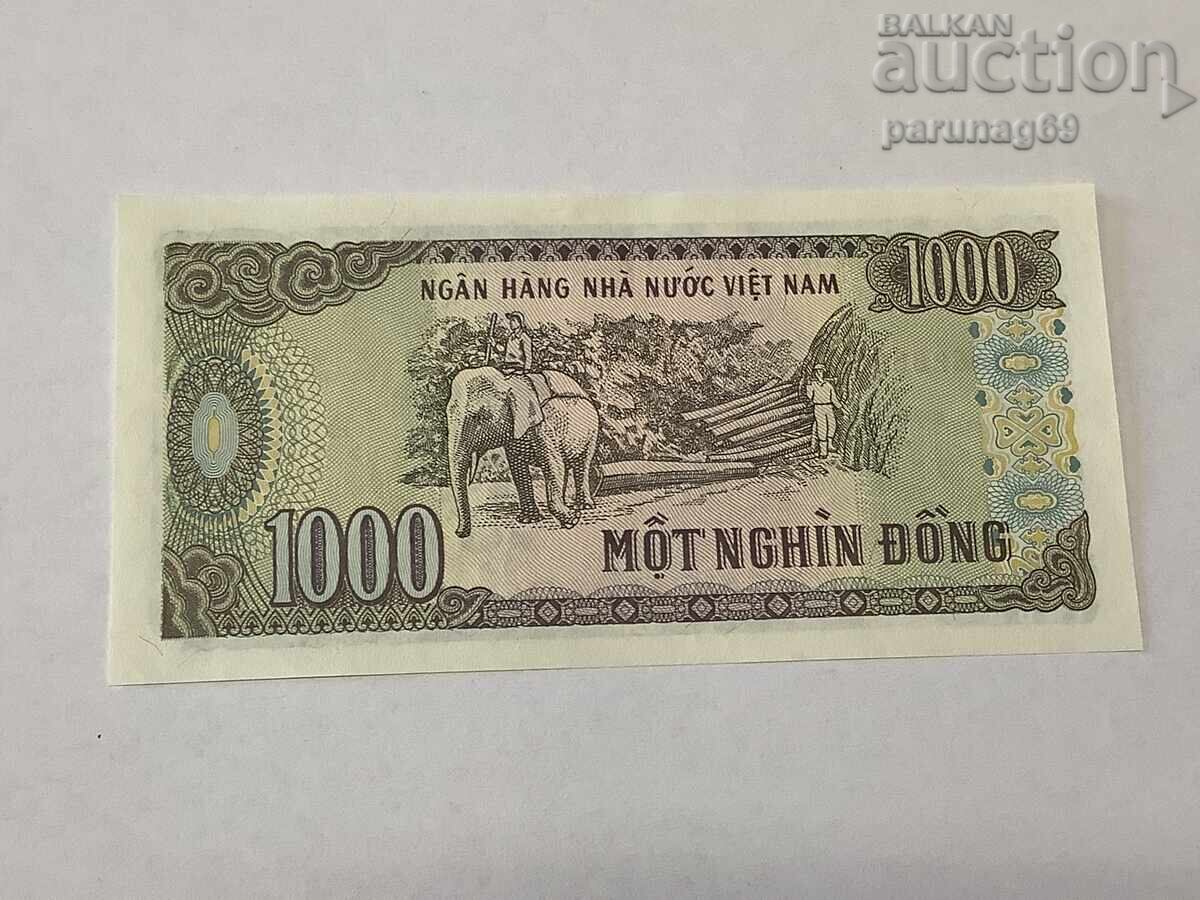 BALKAN
auction
parunag69
NGÂN HÀNG NHÀ NƯỚC VIỆT NAM
1000
1000
MỘT NGHÌN ĐỒNG